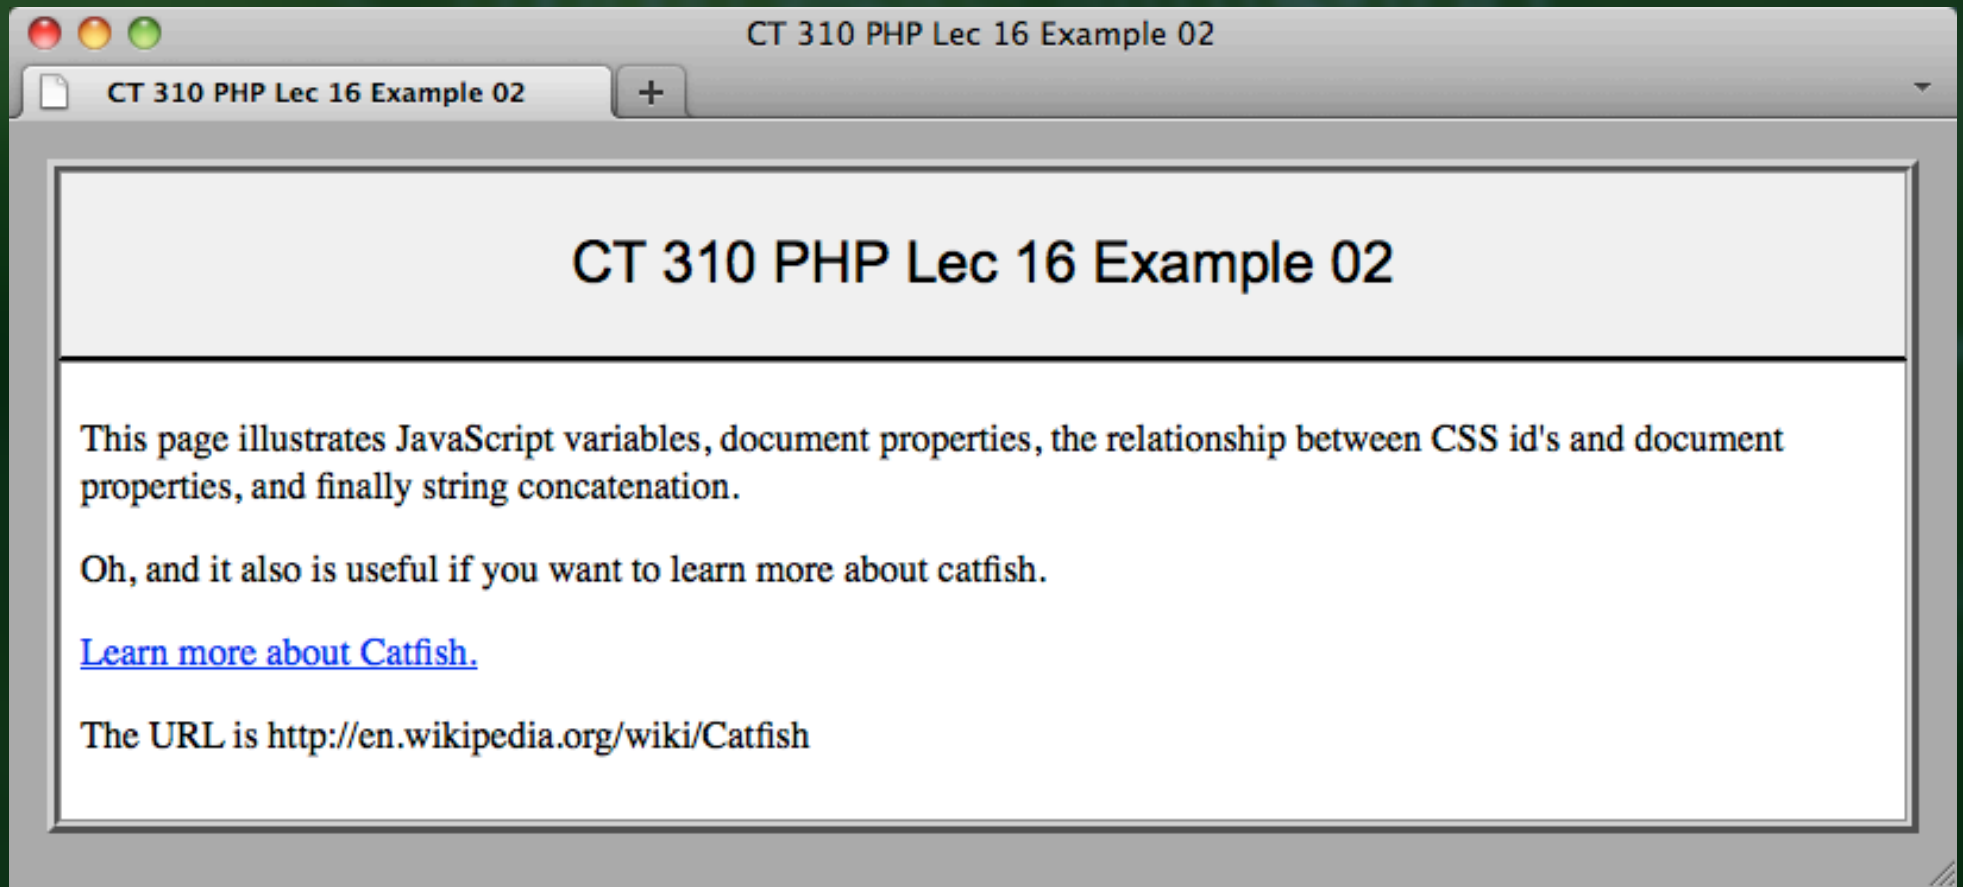 CT 310 PHP Lec 16 Example 02
CT 310 PHP Lec 16 Example 02
+
CT 310 PHP Lec 16 Example 02
This page illustrates JavaScript variables, document properties, the relationship between CSS id's and document
properties, and finally string concatenation.
Oh, and it also is useful if you want to learn more about catfish.
Learn more about Catfish.
The URL is http://en.wikipedia.org/wiki/Catfish